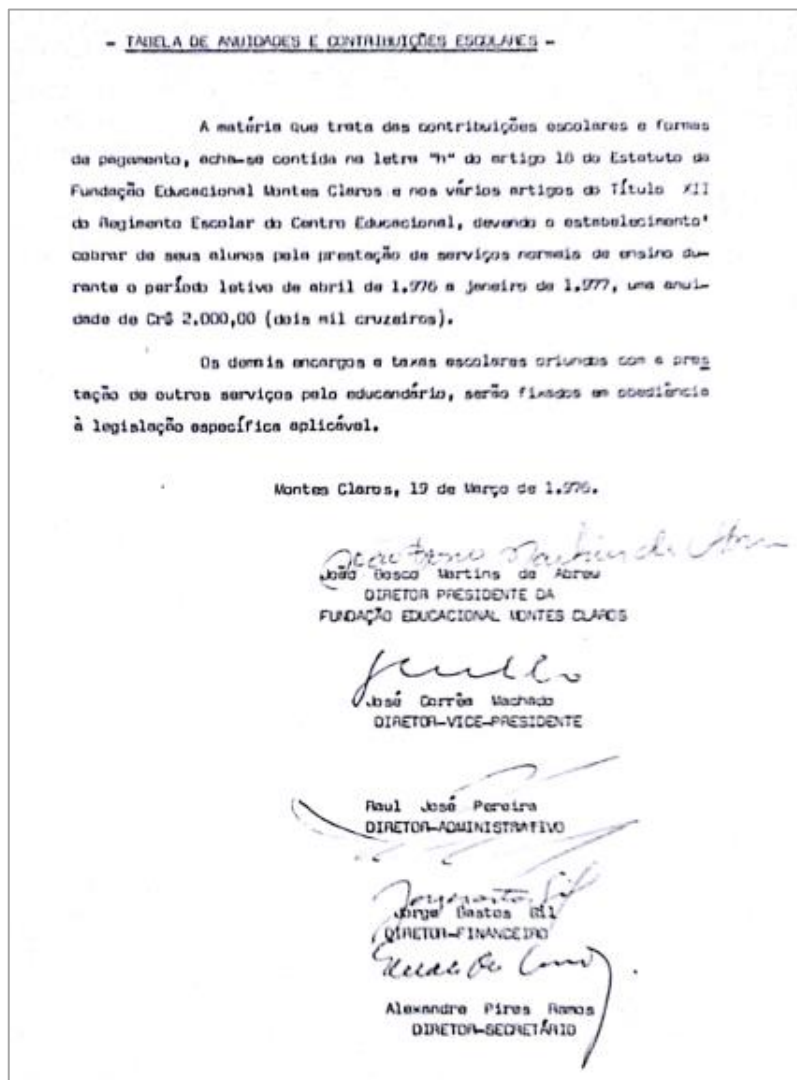 - TABELA DE ANUIDADES E CONTRIBUIÇÕES ESCOLARES -
A matéria que trata das contribuições escolares e formas
de pagamento, acha-se contida na letra "h" do artigo 18 do Estatuto da
Fundação Educacional Montes Claros e nos vários artigos do Título XII
do Regimento Escolar do Centro Educacional, devendo o estabelecimento'
cobrar de seus alunos pela prestação de serviços normais de ensino du-
rante o período letivo de abril de 1.976 a janeiro de 1.977, uma anui-
dade de Cr$ 2.000,00 (dois mil cruzeiros).
Os demais encargos e taxas escolares oriundos com a pres
tação de outros serviços pelo educandário, serão fixados em obediência
à legislação específica aplicável.
Montes Claros, 19 de Março de 1.976.
João Bosco Martins de Abreu
DIRETOR PRESIDENTE DA
FUNDAÇÃO EDUCACIONAL MONTES CLAROS
José Corrêa Machado
DIRETOR-VICE-PRESIDENTE
Raul José Pereira
DIRETOR-ADMINISTRATIVO
Jorge Bastos Gil
DIRETOR-FINANCEIRO
Alexandre Pires Ramos
DIRETOR-SECRETÁRIO